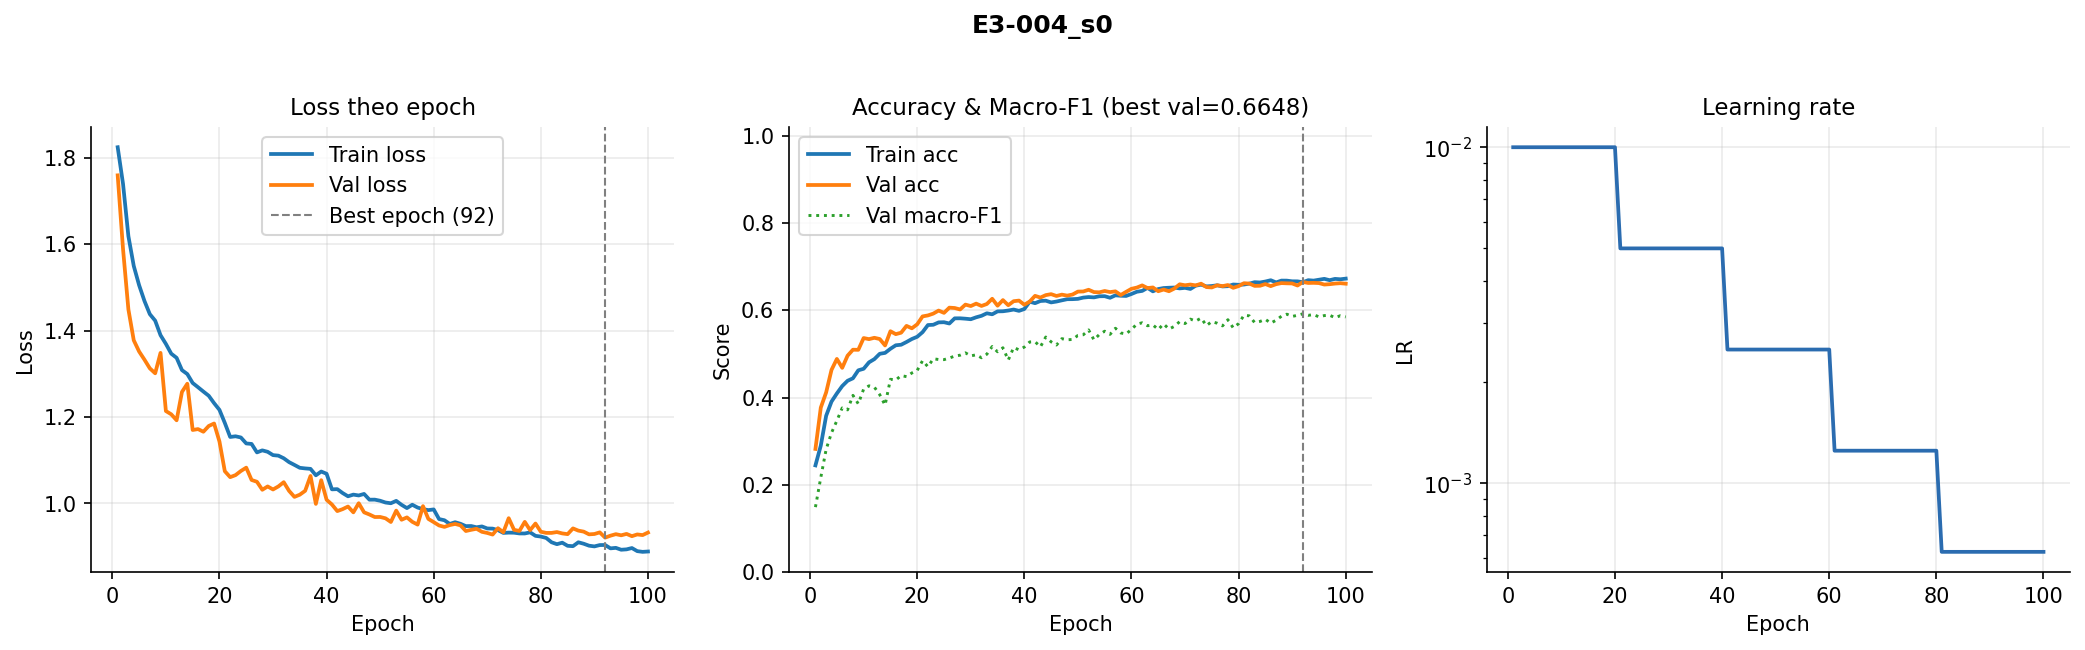 E3-004_s0
Loss theo epoch
Train loss
Val loss
Best epoch (92)
1.8
1.6
1.4
1.2
1.0
Loss
0 20 40 60 80 100
Epoch
Accuracy & Macro-F1 (best val=0.6648)
Train acc
Val acc
Val macro-F1
1.0
0.8
0.6
0.4
0.2
0.0
Score
0 20 40 60 80 100
Epoch
Learning rate
10⁻²
10⁻³
LR
0 20 40 60 80 100
Epoch